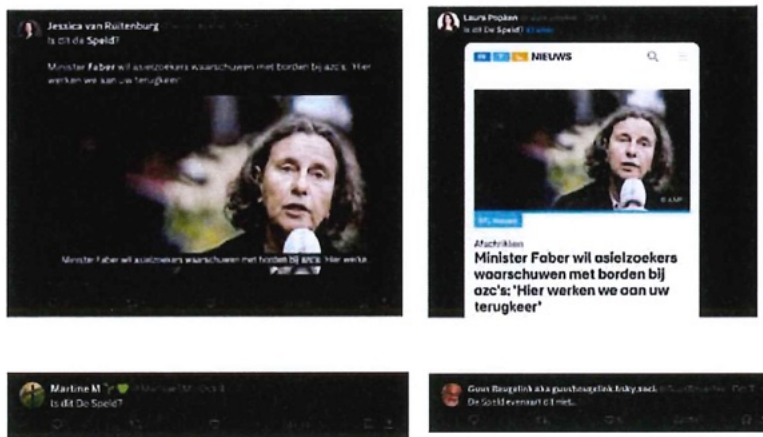 Jessica van Ruitenburg
Is dit de Speld?
Minister Faber wil asielzoekers waarschuwen met borden bij azc's: 'Hier
werken we aan uw terugkeer'
Minister Faber wil asielzoekers waarschuwen met borden bij azc's: 'Hier werke
Laura Popken
Is dit de Speld?
RTL NIEUWS
© ANP
RTL Nieuws
Afschrikken
Minister Faber wil asielzoekers
waarschuwen met borden bij
azc's: 'Hier werken we aan uw
terugkeer'
Martine M
Is dit De Speld?
Guus Beugelink aka
De Speld evenaart dit niet...